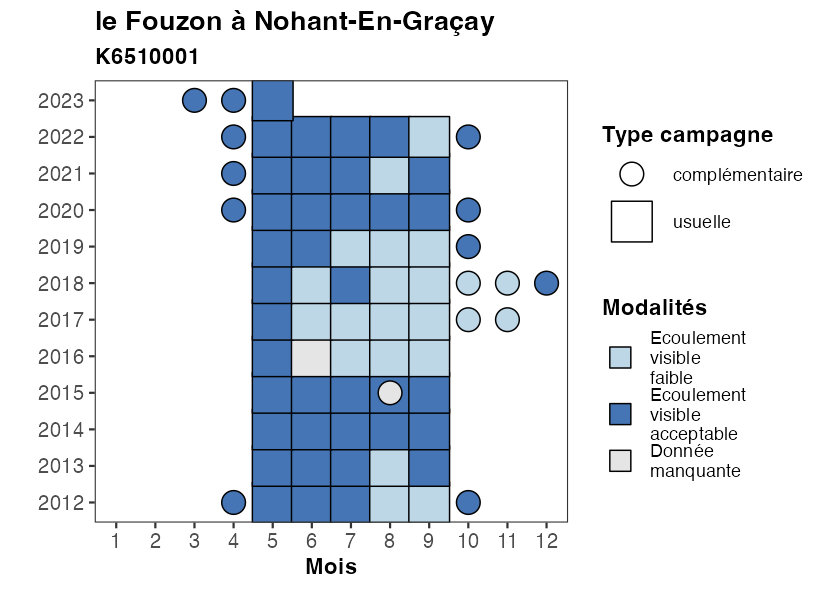 le Fouzon à Nohant-En-Graçay
K6510001
2023
2022
2021
2020
2019
2018
2017
2016
2015
2014
2013
2012
1 2 3 4 5 6 7 8 9 10 11 12
Mois
Type campagne
complémentaire
usuelle
Modalités
Ecoulement
visible
faible
Ecoulement
visible
acceptable
Donnée
manquante